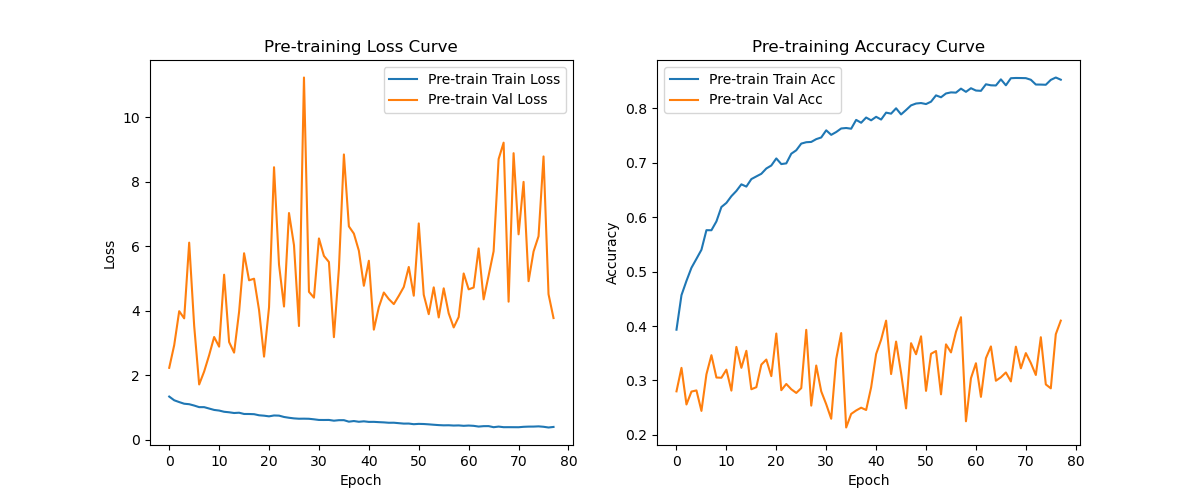 Pre-training Loss Curve
Pre-train Train Loss
Pre-train Val Loss
Loss
10
8
6
4
2
0
0 10 20 30 40 50 60 70 80
Epoch
Pre-training Accuracy Curve
Pre-train Train Acc
Pre-train Val Acc
Accuracy
0.8
0.7
0.6
0.5
0.4
0.3
0.2
0 10 20 30 40 50 60 70 80
Epoch